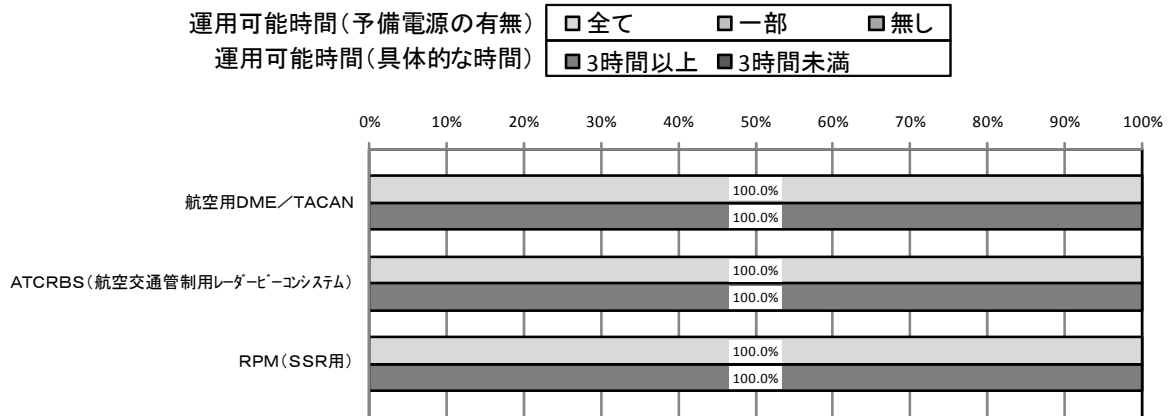 運用可能時間(予備電源の有無) 全て 一部 無し
運用可能時間(具体的な時間) 3時間以上 3時間未満
0% 10% 20% 30% 40% 50% 60% 70% 80% 90% 100%
100.0%
航空用DME/TACAN
100.0%
100.0%
ATCRBS(航空交通管制用レーダービーコンシステム)
100.0%
100.0%
RPM(SSR用)
100.0%